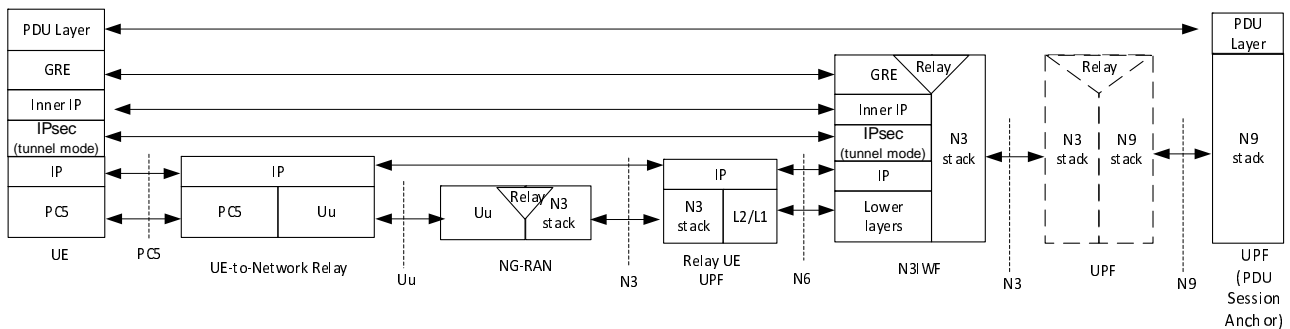 PDU Layer
GRE
Inner IP
IPsec
(tunnel mode)
IP
PC5
UE
PC5
IP
PC5
Uu
UE-to-Network Relay
Uu
Uu
Relay
N3
stack
NG-RAN
N3
IP
N3
stack
L2/L1
Relay UE
UPF
N6
GRE
Relay
Inner IP
IPsec
(tunnel mode)
IP
Lower
layers
N3
stack
N3IWF
N3
Relay
N3
stack
N9
stack
UPF
N9
PDU
Layer
N9
stack
UPF
(PDU
Session
Anchor)